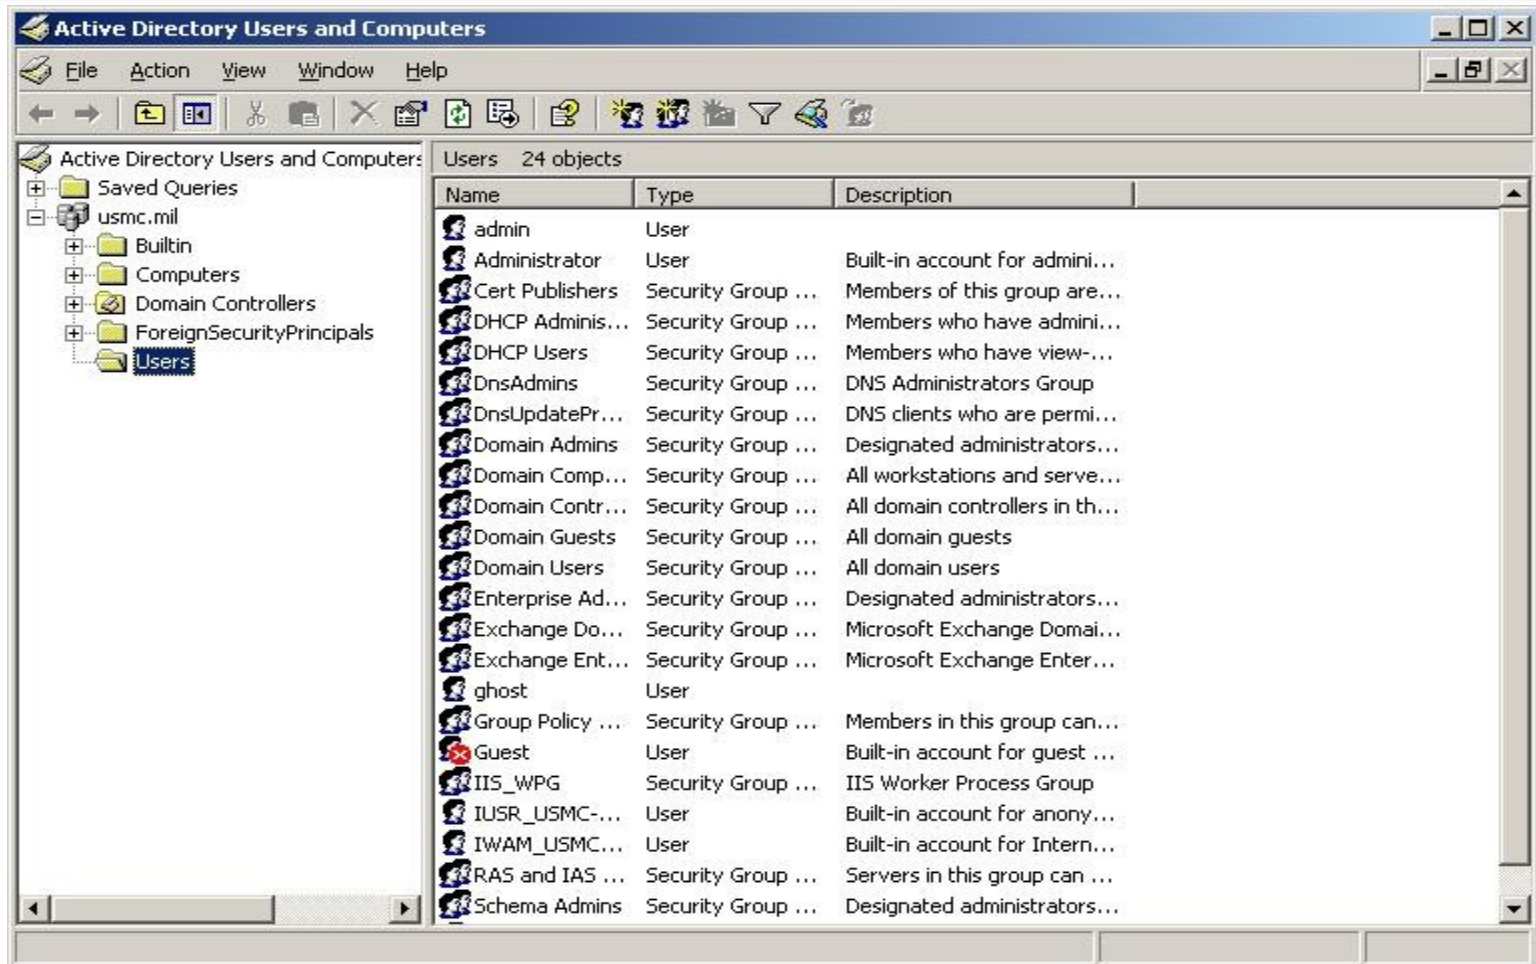 Active Directory Users and Computers
File Action View Window Help
Active Directory Users and Computers
Saved Queries
usmc.mil
Builtin
Computers
Domain Controllers
ForeignSecurityPrincipals
Users
Users 24 objects
Name Type Description
admin User
Administrator User Built-in account for admini...
Cert Publishers Security Group ... Members of this group are...
DHCP Adminis... Security Group ... Members who have admini...
DHCP Users Security Group ... Members who have view-...
DnsAdmins Security Group ... DNS Administrators Group
DnsUpdatePr... Security Group ... DNS clients who are permi...
Domain Admins Security Group ... Designated administrators...
Domain Comp... Security Group ... All workstations and serve...
Domain Contr... Security Group ... All domain controllers in th...
Domain Guests Security Group ... All domain guests
Domain Users Security Group ... All domain users
Enterprise Ad... Security Group ... Designated administrators...
Exchange Do... Security Group ... Microsoft Exchange Domai...
Exchange Ent... Security Group ... Microsoft Exchange Enter...
ghost User
Group Policy ... Security Group ... Members in this group can...
Guest User Built-in account for guest ...
IIS_WPG Security Group ... IIS Worker Process Group
IUSR_USMC-... User Built-in account for anony...
IWAM_USMC... User Built-in account for Intern...
RAS and IAS ... Security Group ... Servers in this group can ...
Schema Admins Security Group ... Designated administrators...